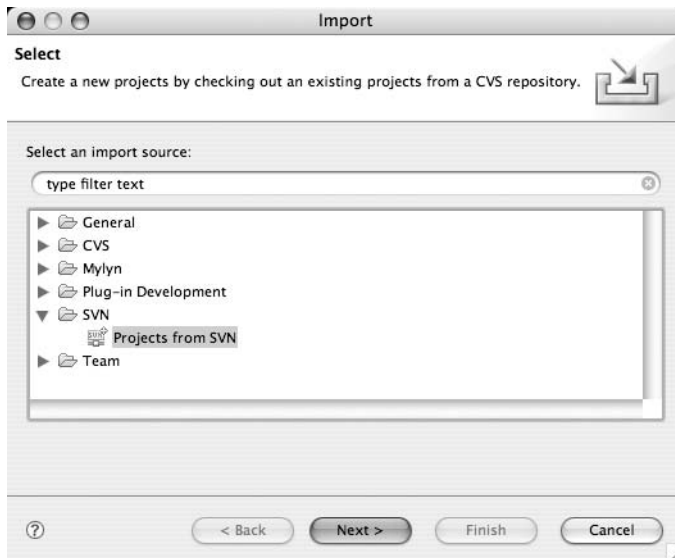 Import
Select
Create a new projects by checking out an existing projects from a CVS repository.
Select an import source:
type filter text
General
CVS
Mylyn
Plug-in Development
SVN
Projects from SVN
Team
?
< Back
Next >
Finish
Cancel